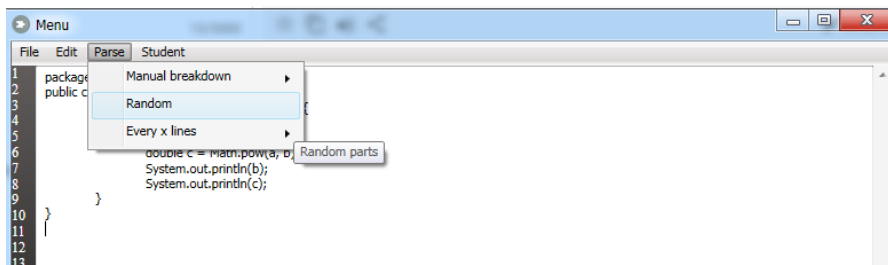 Menu
File Edit Parse Student
Manual breakdown
Random
Every x lines
Random parts
1 package
2 public c
3 {
4
5
6 double c = Math.pow(a, b
7 System.out.println(b);
8 System.out.println(c);
9 }
10 }
11
12
13